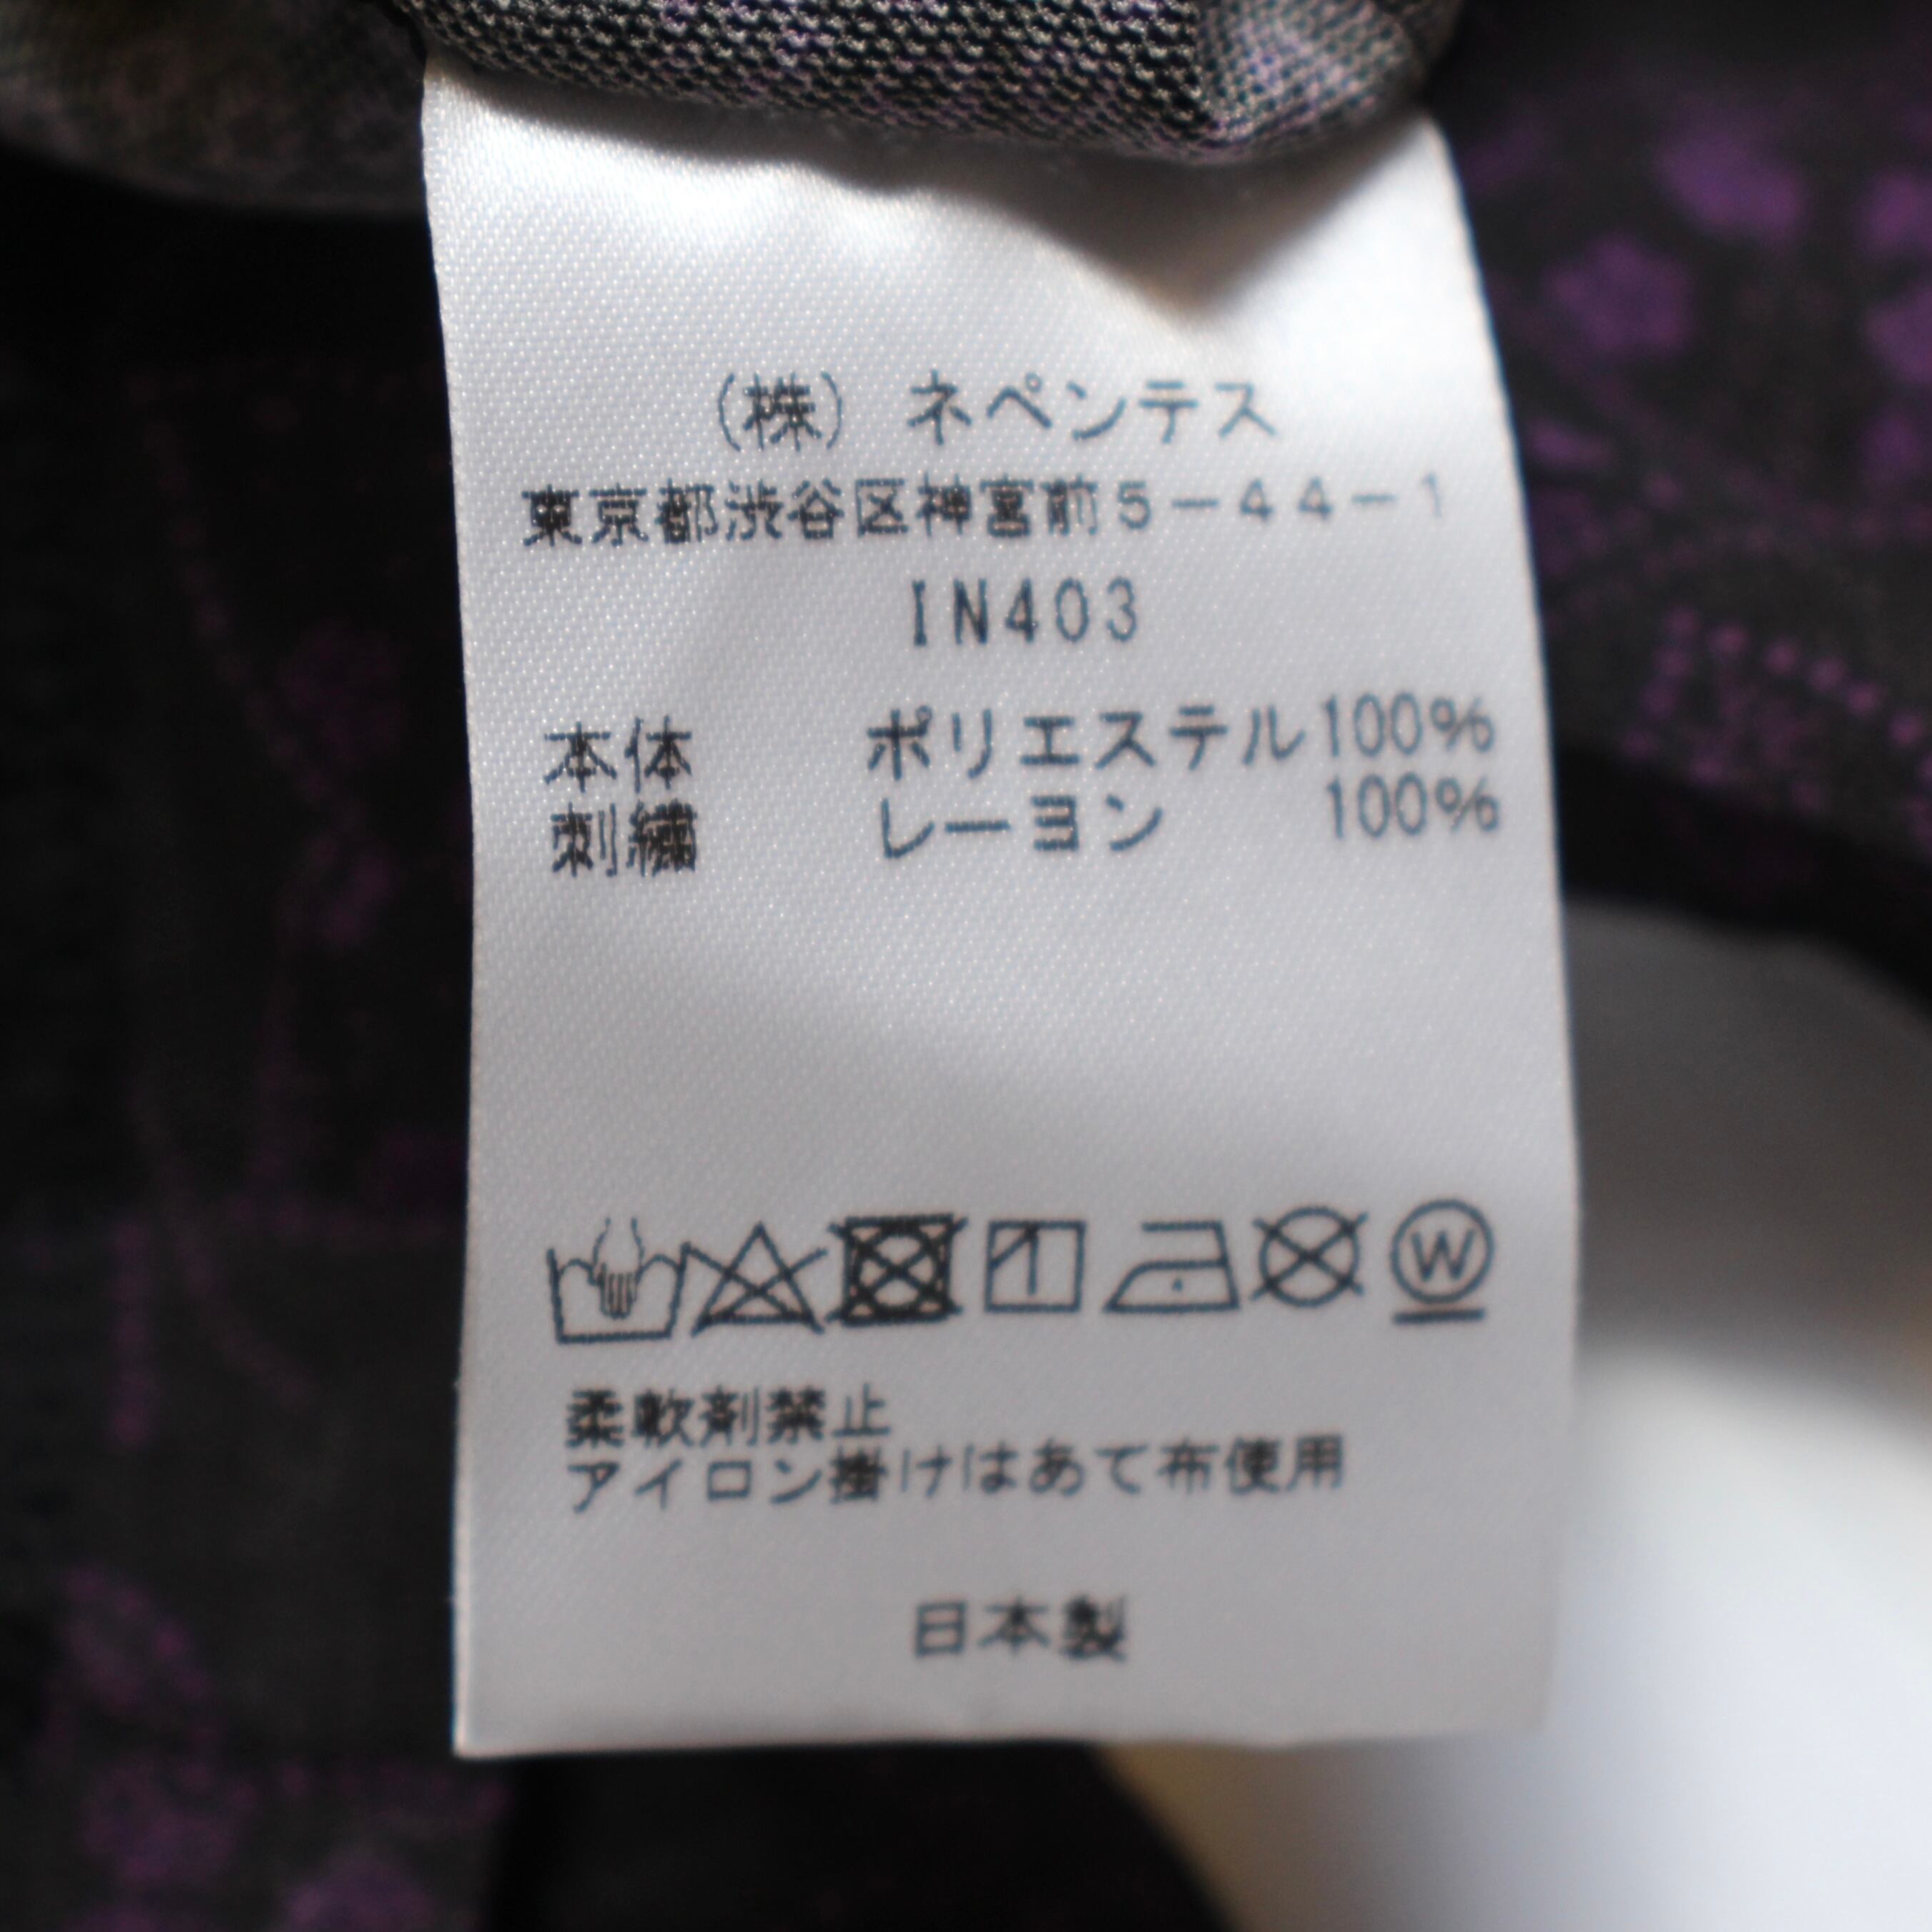 (株) ネペンテス
東京都渋谷区神宮前5-44-1
IN403
本体 ポリエステル100%
刺繍 レーヨン 100%
W
柔軟剤禁止
アイロン掛けはあて布使用
日本製